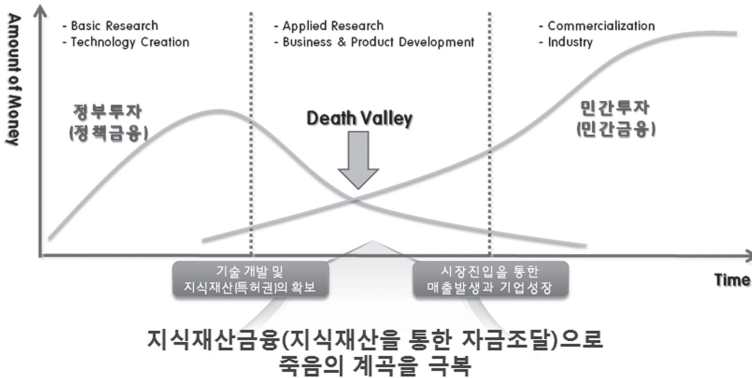 Amount of Money
- Basic Research
- Technology Creation
- Applied Research
- Business & Product Development
- Commercialization
- Industry
정부투자
(정책금융)
Death Valley
민간투자
(민간금융)
기술 개발 및
지식재산(특허권)의 확보
시장진입을 통한
매출발생과 기업성장
Time
지식재산금융(지식재산을 통한 자금조달)으로
죽음의 계곡을 극복